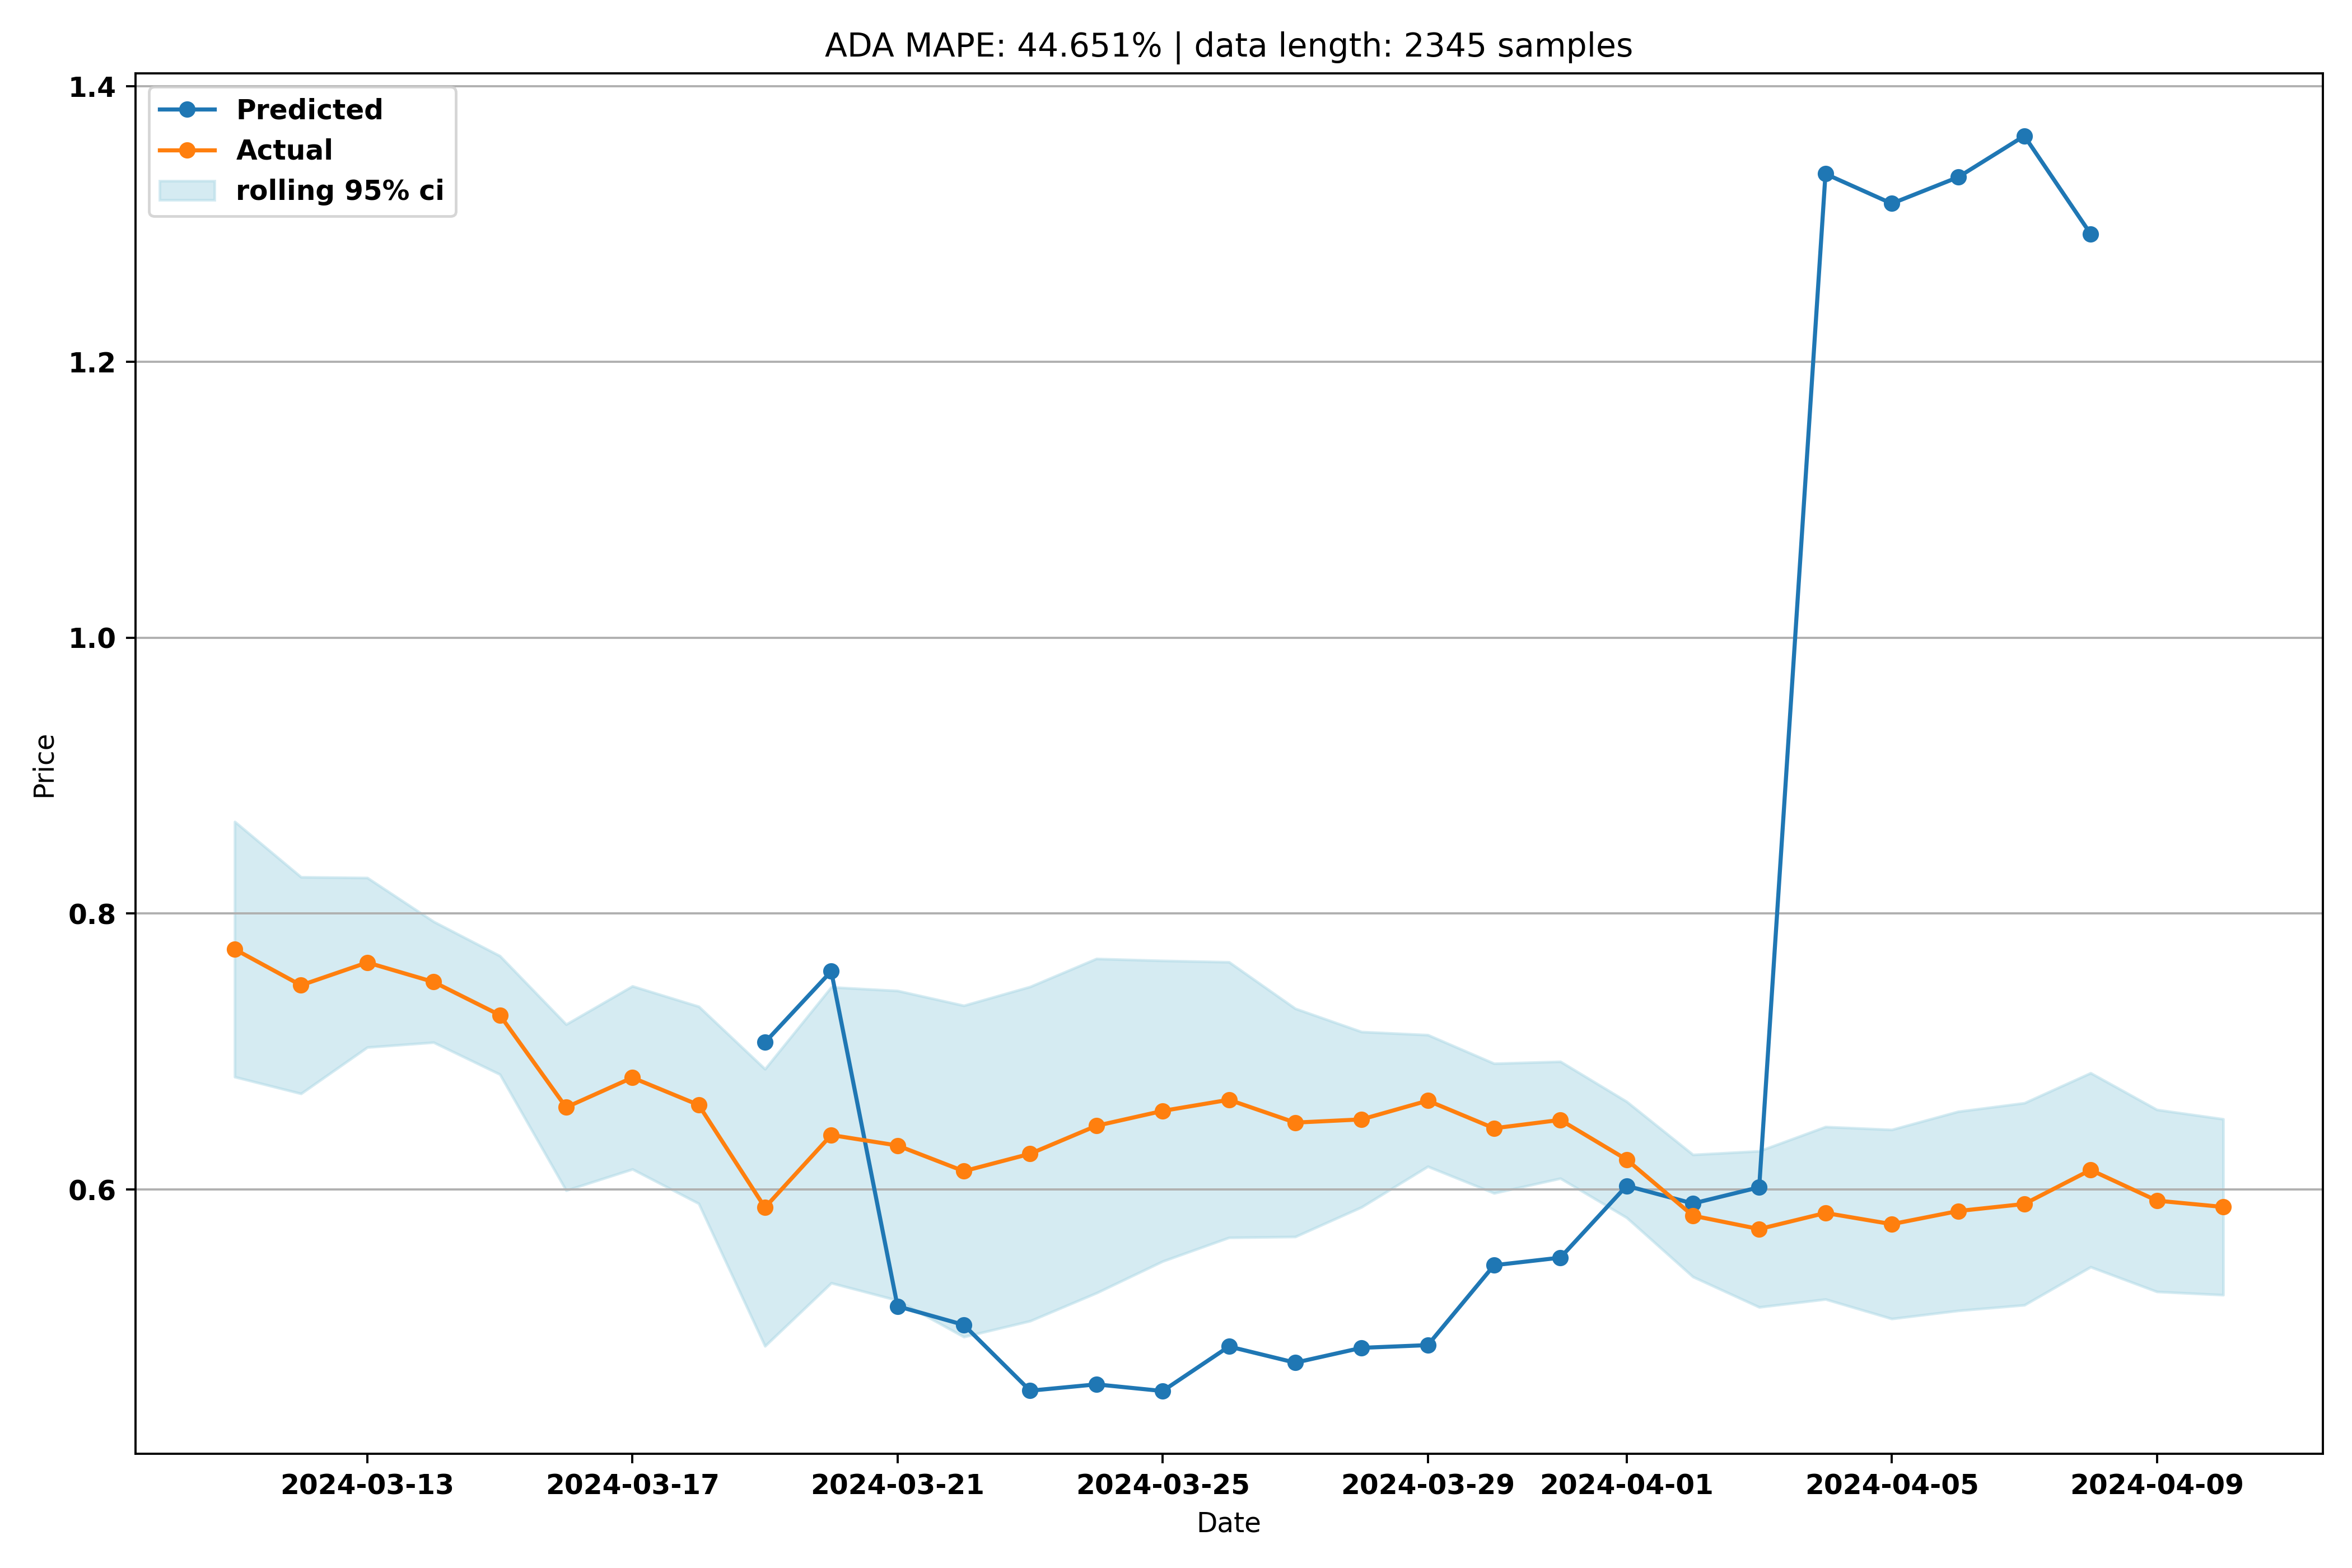 ADA MAPE: 44.651% | data length: 2345 samples
Predicted
Actual
rolling 95% ci
1.4
1.2
1.0
0.8
0.6
Price
2024-03-13 2024-03-17 2024-03-21 2024-03-25 2024-03-29 2024-04-01 2024-04-05 2024-04-09
Date